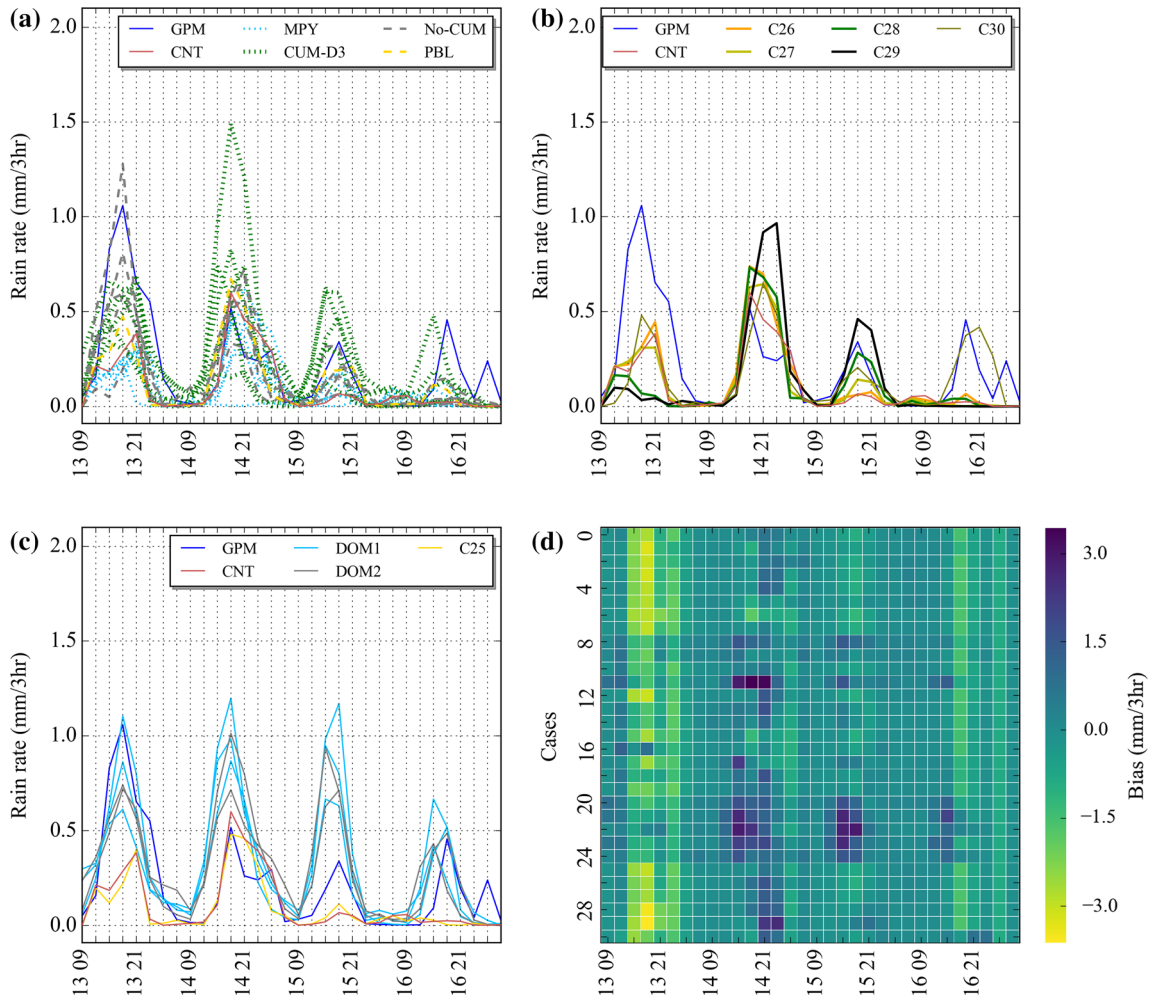 (a)
GPM
MPY
No-CUM
CNT
CUM-D3
PBL
Rain rate (mm/3hr)
2.0
1.5
1.0
0.5
0.0
13 09
13 21
14 09
14 21
15 09
15 21
16 09
16 21
(b)
GPM
C26
C28
C30
CNT
C27
C29
Rain rate (mm/3hr)
2.0
1.5
1.0
0.5
0.0
13 09
13 21
14 09
14 21
15 09
15 21
16 09
16 21
(c)
GPM
DOM1
C25
CNT
DOM2
Rain rate (mm/3hr)
2.0
1.5
1.0
0.5
0.0
13 09
13 21
14 09
14 21
15 09
15 21
16 09
16 21
(d)
Cases
0
4
8
12
16
20
24
28
13 09
13 21
14 09
14 21
15 09
15 21
16 09
16 21
3.0
1.5
0.0
−1.5
−3.0
Bias (mm/3hr)